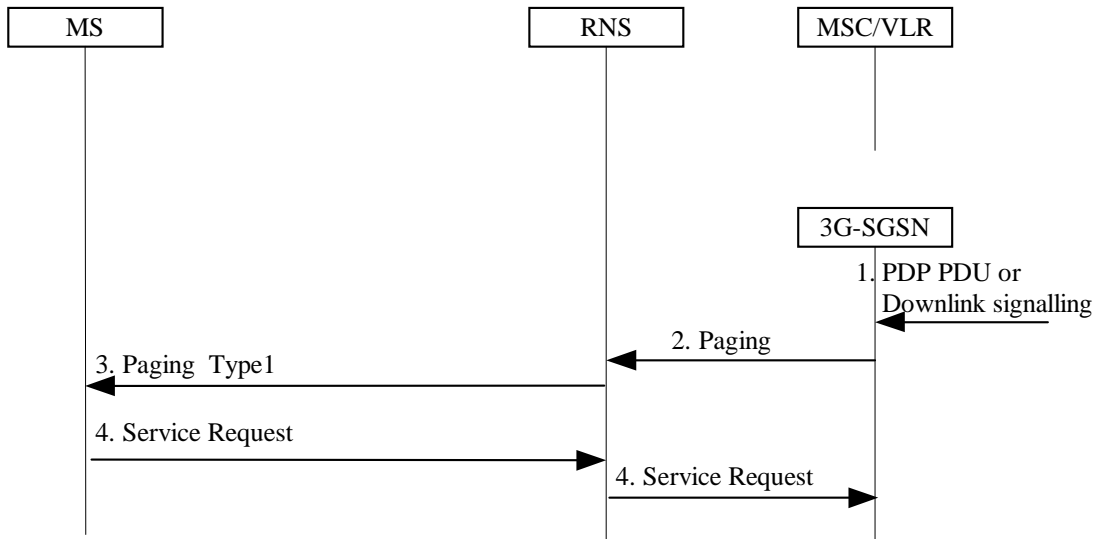 MS
RNS
MSC/VLR
3G-SGSN
1. PDP PDU or
Downlink signalling
2. Paging
3. Paging Type1
4. Service Request
4. Service Request